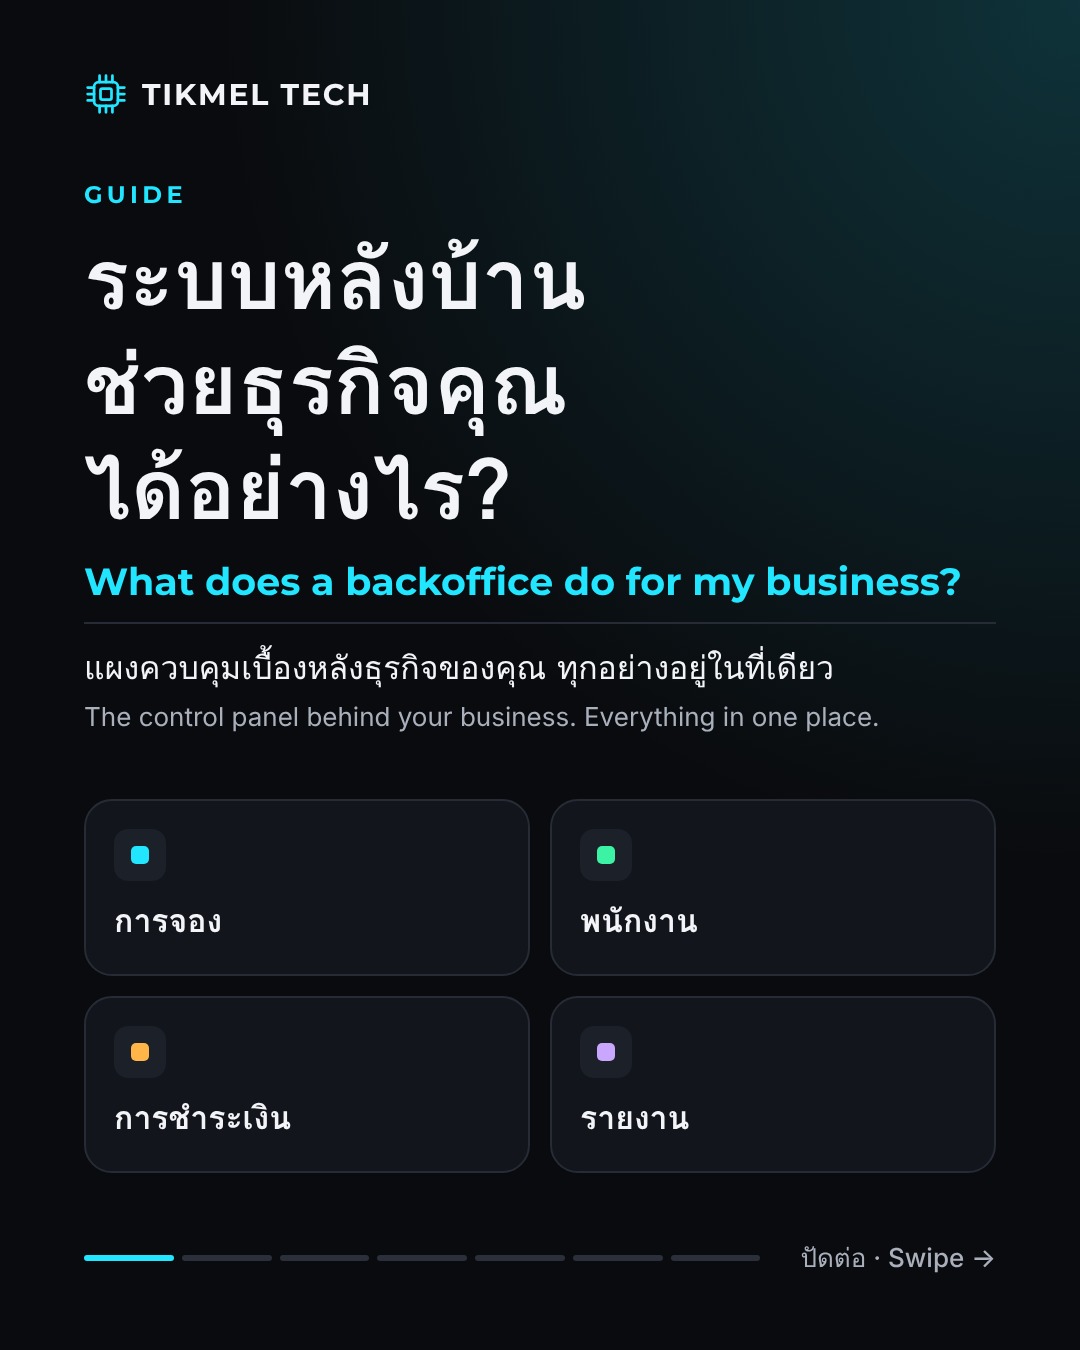 TIKMEL TECH
GUIDE
ระบบหลังบ้าน
ช่วยธุรกิจคุณ
ได้อย่างไร?
What does a backoffice do for my business?
แผงควบคุมเบื้องหลังธุรกิจของคุณ ทุกอย่างอยู่ในที่เดียว
The control panel behind your business. Everything in one place.
การจอง
พนักงาน
การชำระเงิน
รายงาน
ปัดต่อ · Swipe →